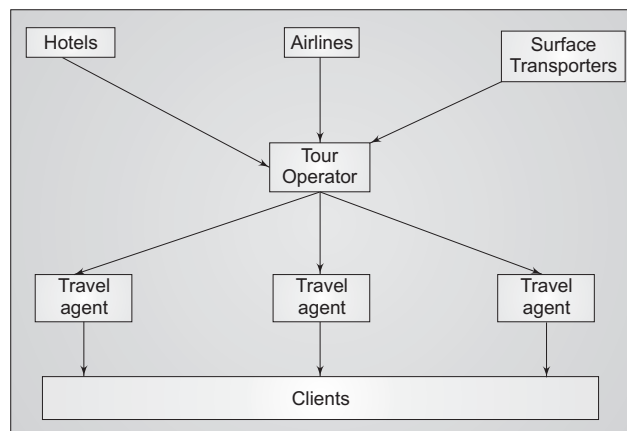 Hotels
Airlines
Surface
Transporters
Tour
Operator
Travel
agent
Travel
agent
Travel
agent
Clients